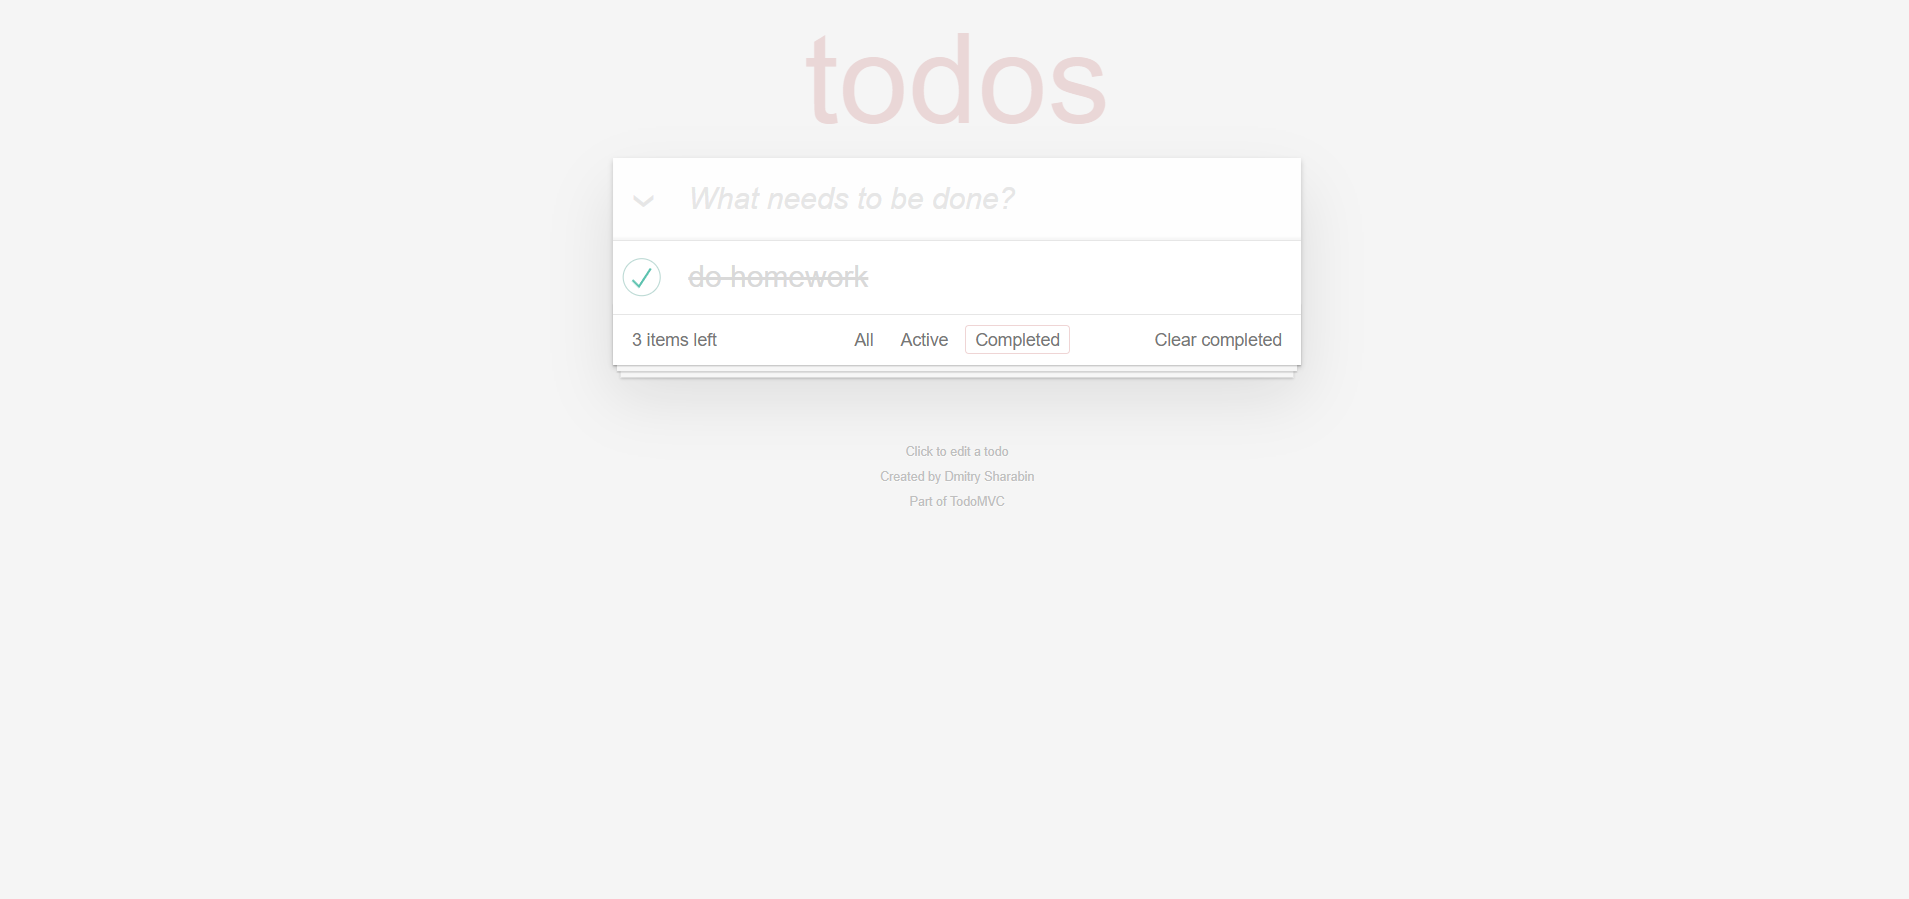 todos
What needs to be done?
do homework
3 items left All Active Completed Clear completed
Click to edit a todo
Created by Dmitry Sharabin
Part of TodoMVC